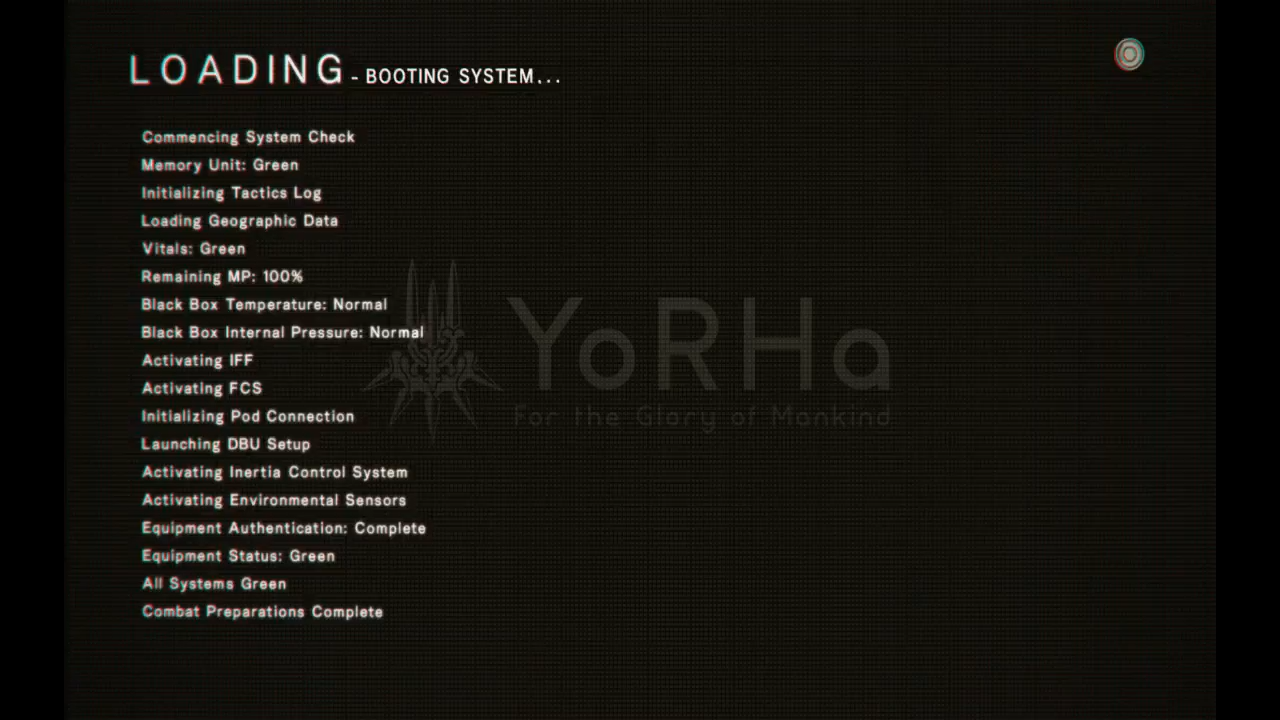 LOADING - BOOTING SYSTEM...
Commencing System Check
Memory Unit: Green
Initializing Tactics Log
Loading Geographic Data
Vitals: Green
Remaining MP: 100%
Black Box Temperature: Normal
Black Box Internal Pressure: Normal
Activating IFF
Activating FCS
Initializing Pod Connection
Launching DBU Setup
Activating Inertia Control System
Activating Environmental Sensors
Equipment Authentication: Complete
Equipment Status: Green
All Systems Green
Combat Preparations Complete
YoRHa
For the Glory of Mankind